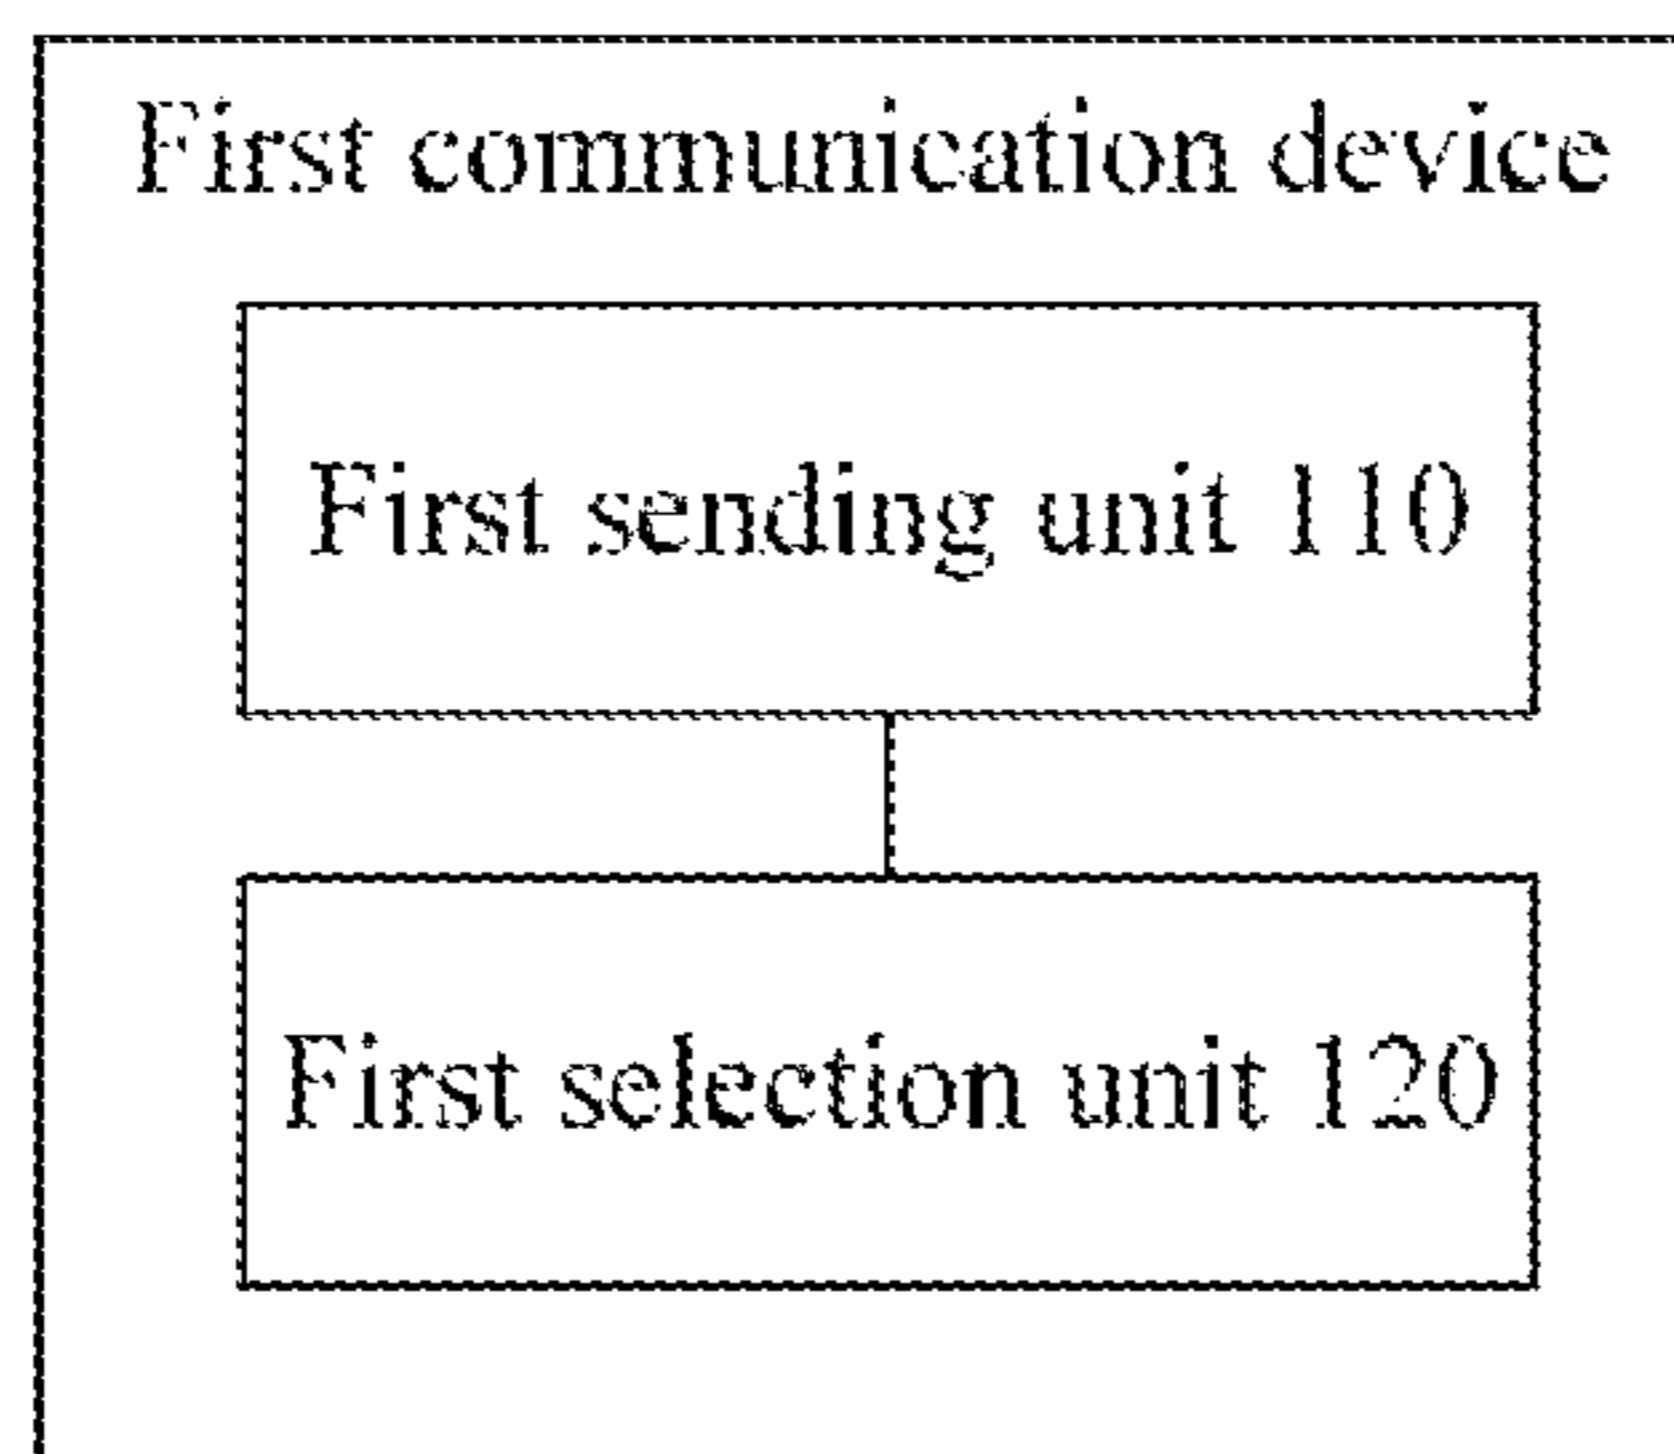 First communication device
First sending unit 110
First selection unit 120